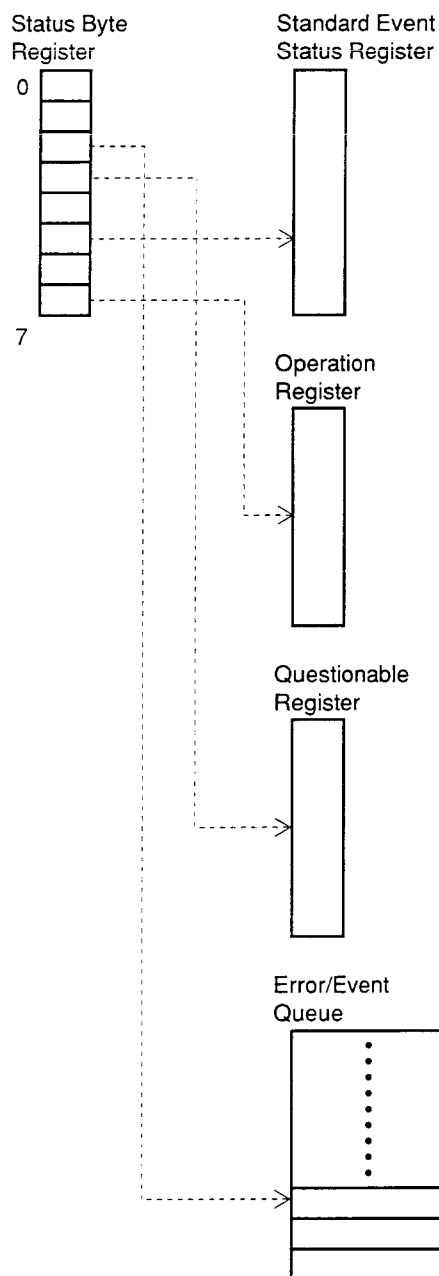 Status Byte
Register
0
7
Standard Event
Status Register
Operation
Register
Questionable
Register
Error/Event
Queue